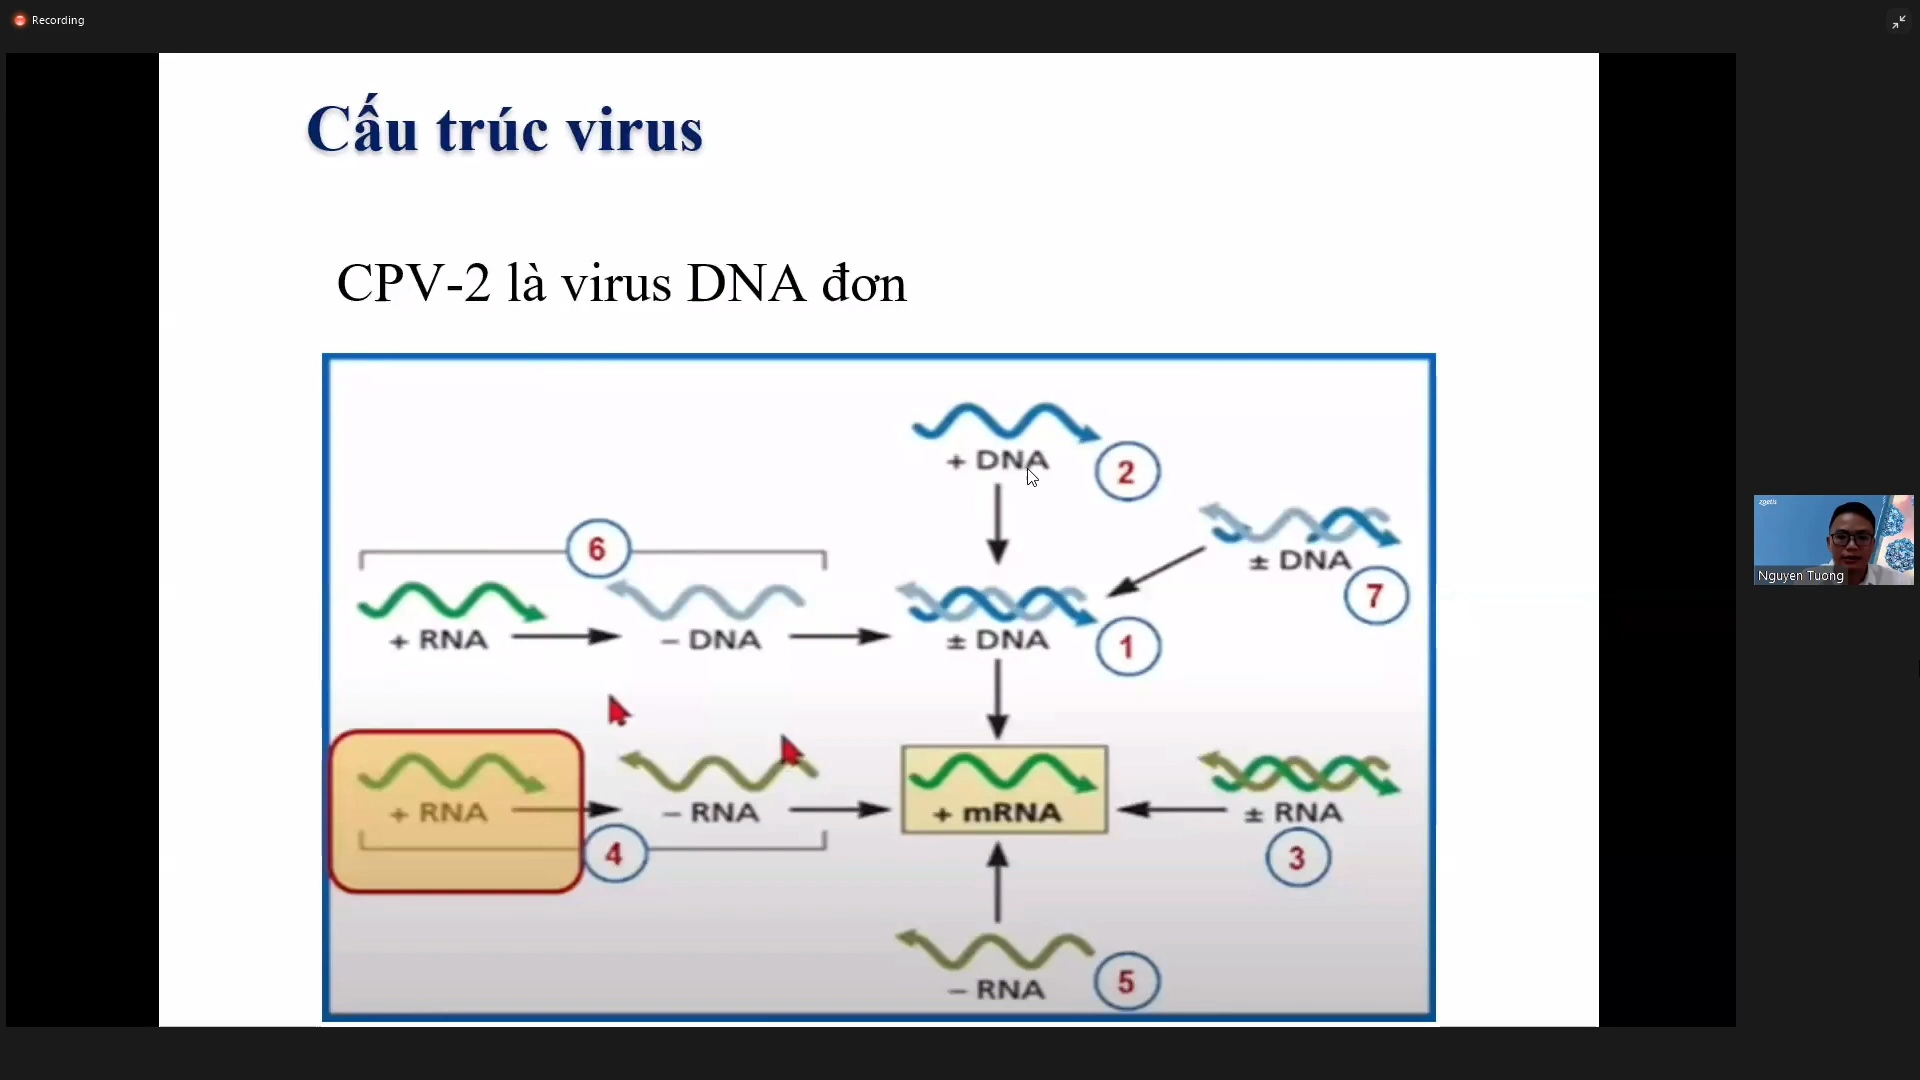 Recording
Cấu trúc virus
CPV-2 là virus DNA đơn
+ DNA
2
6
± DNA
7
+ RNA
− DNA
± DNA
1
+ RNA
− RNA
+ mRNA
± RNA
4
3
− RNA
5
zoetis
Nguyen Tuong